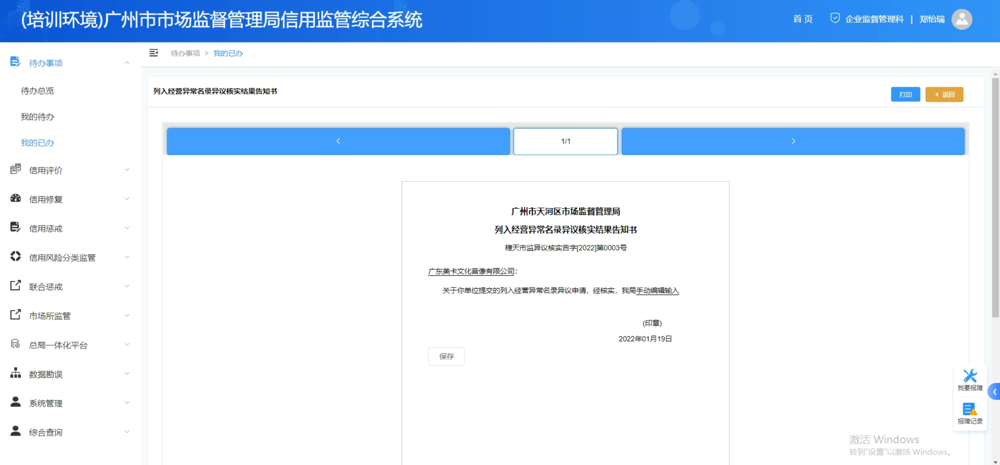 (培训环境)广州市市场监督管理局信用监管综合系统
首页
企业监督管理科 | 郑怡瑞
待办事项 > 我的已办
待办事项
待办总览
我的待办
我的已办
信用评价
信用修复
信用惩戒
信用风险分类监管
联合惩戒
市场所监管
总局一体化平台
数据勘误
系统管理
综合查询
列入经营异常名录异议核实结果告知书
打印
返回
1/1
广州市天河区市场监督管理局
列入经营异常名录异议核实结果告知书
穗天市监异议核实告字[2022]第0003号
广东美卡文化音像有限公司:
关于你单位提交的列入经营异常名录异议申请，经核实，我局手动编辑输入
(印章)
2022年01月19日
保存
我要报障
报障记录
激活 Windows
转到"设置"以激活 Windows。